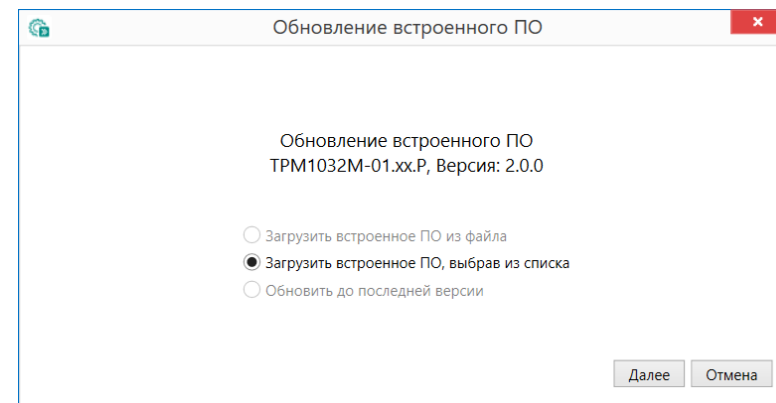 Обновление встроенного ПО
Обновление встроенного ПО
ТРМ1032М-01.хх.Р, Версия: 2.0.0
Загрузить встроенное ПО из файла
Загрузить встроенное ПО, выбрав из списка
Обновить до последней версии
Далее Отмена